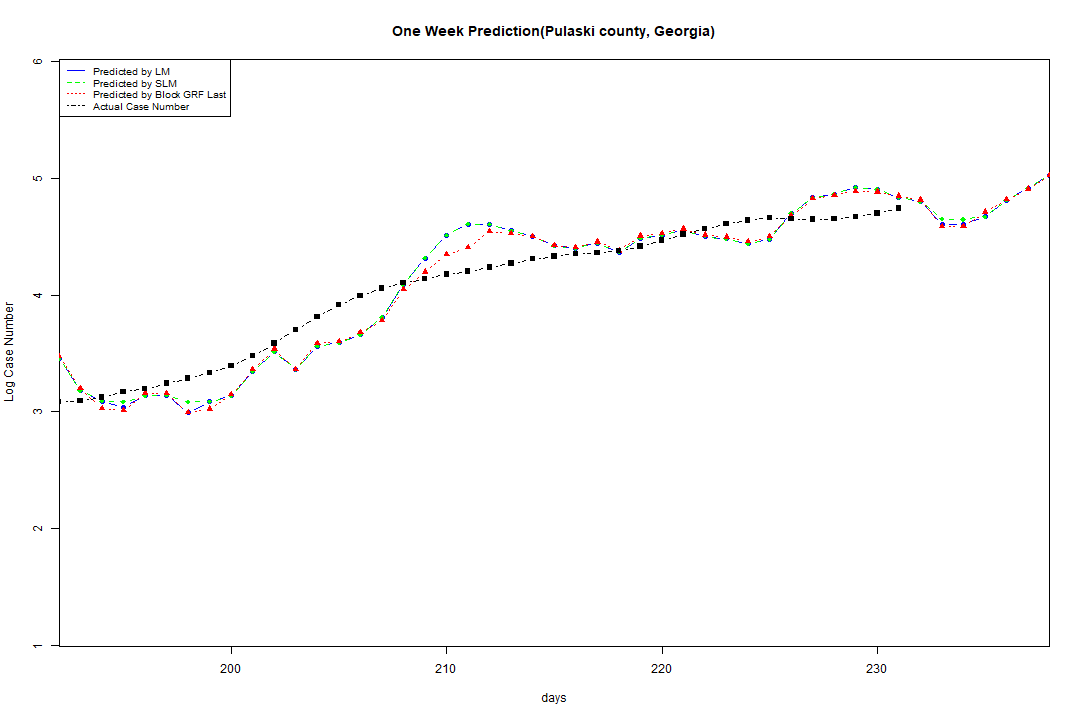 One Week Prediction(Pulaski county, Georgia)
6
Predicted by LM
Predicted by SLM
Predicted by Block GRF Last
Actual Case Number
5
4
3
2
1
Log Case Number
200
210
220
230
days